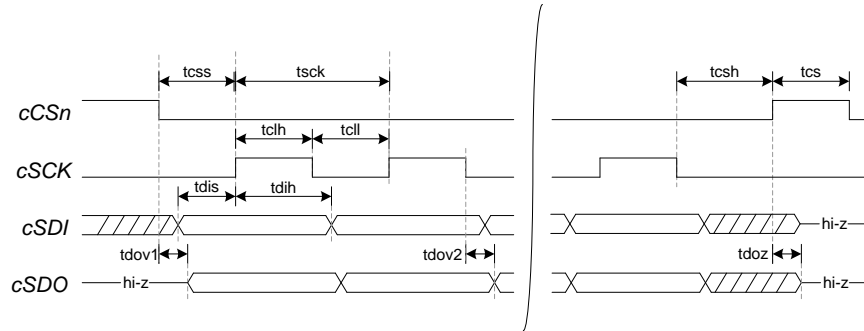 tcss tsck tcsh tcs
cCSn
tclh tcll
cSCK
tdis tdih
cSDI hi-z
tdov1 tdov2 tdoz
cSDO hi-z hi-z